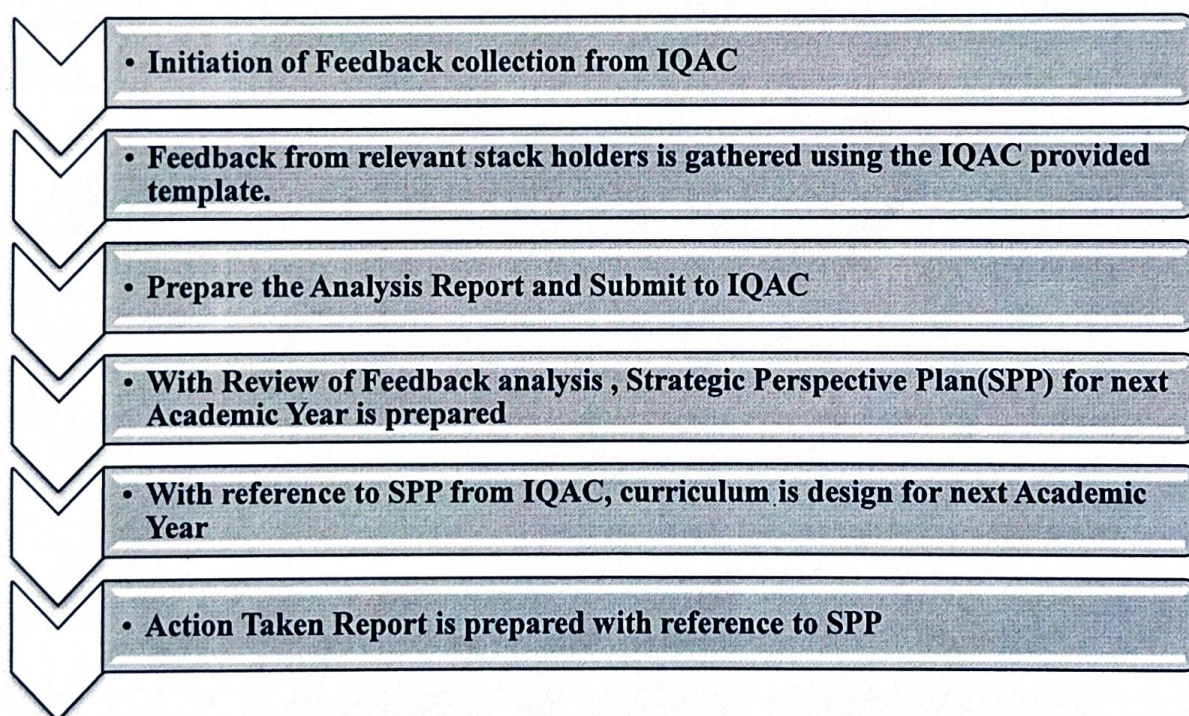 • Initiation of Feedback collection from IQAC
• Feedback from relevant stack holders is gathered using the IQAC provided
template.
• Prepare the Analysis Report and Submit to IQAC
• With Review of Feedback analysis , Strategic Perspective Plan(SPP) for next
Academic Year is prepared
• With reference to SPP from IQAC, curriculum is design for next Academic
Year
• Action Taken Report is prepared with reference to SPP